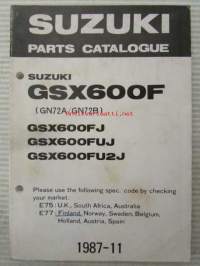 SUZUKI
PARTS CATALOGUE
SUZUKI
GSX600F
(GN72A/GN72B)
GSX600FJ
GSX600FUJ
GSX600FU2J
Please use the following spec. code by checking
your market.
E75: U.K., South Africa, Australia
E77: Finland, Norway, Sweden, Belgium,
Holland, Austria, Spain
1987-11